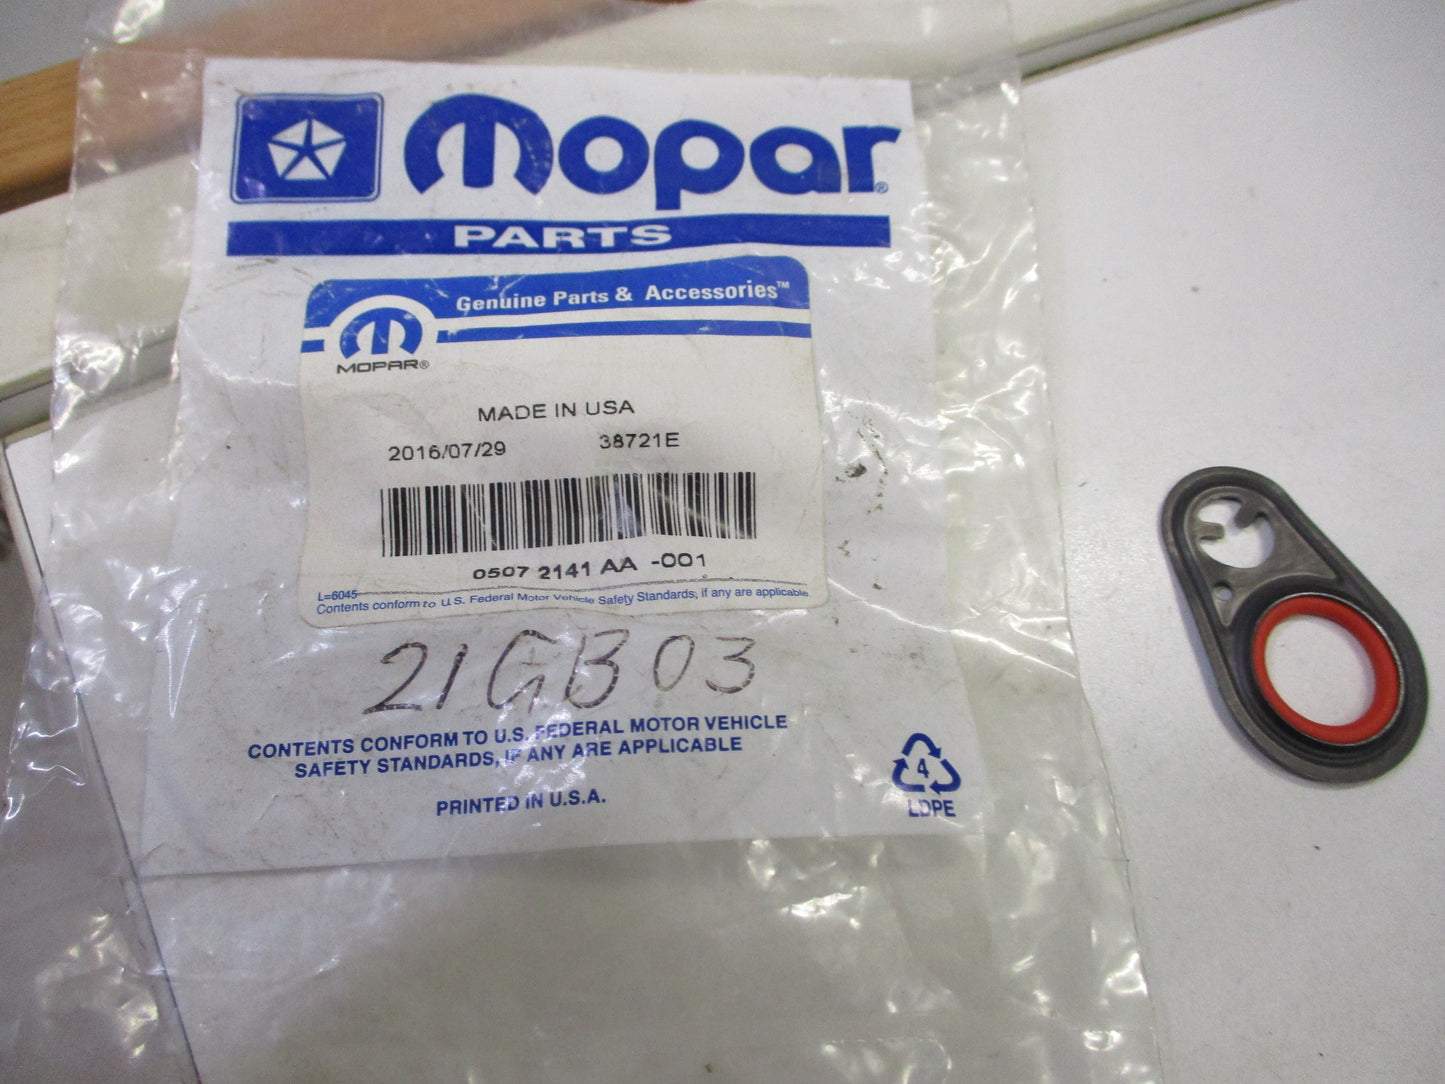 Mopar®
PARTS
Genuine Parts & Accessories™
MOPAR®
MADE IN USA
2016/07/29 38721E
0507 2141 AA -001
L=6045
Contents conform to U.S. Federal Motor Vehicle Safety Standards, if any are applicable
21GB03
CONTENTS CONFORM TO U.S. FEDERAL MOTOR VEHICLE
SAFETY STANDARDS, IF ANY ARE APPLICABLE
PRINTED IN U.S.A.
4
LDPE